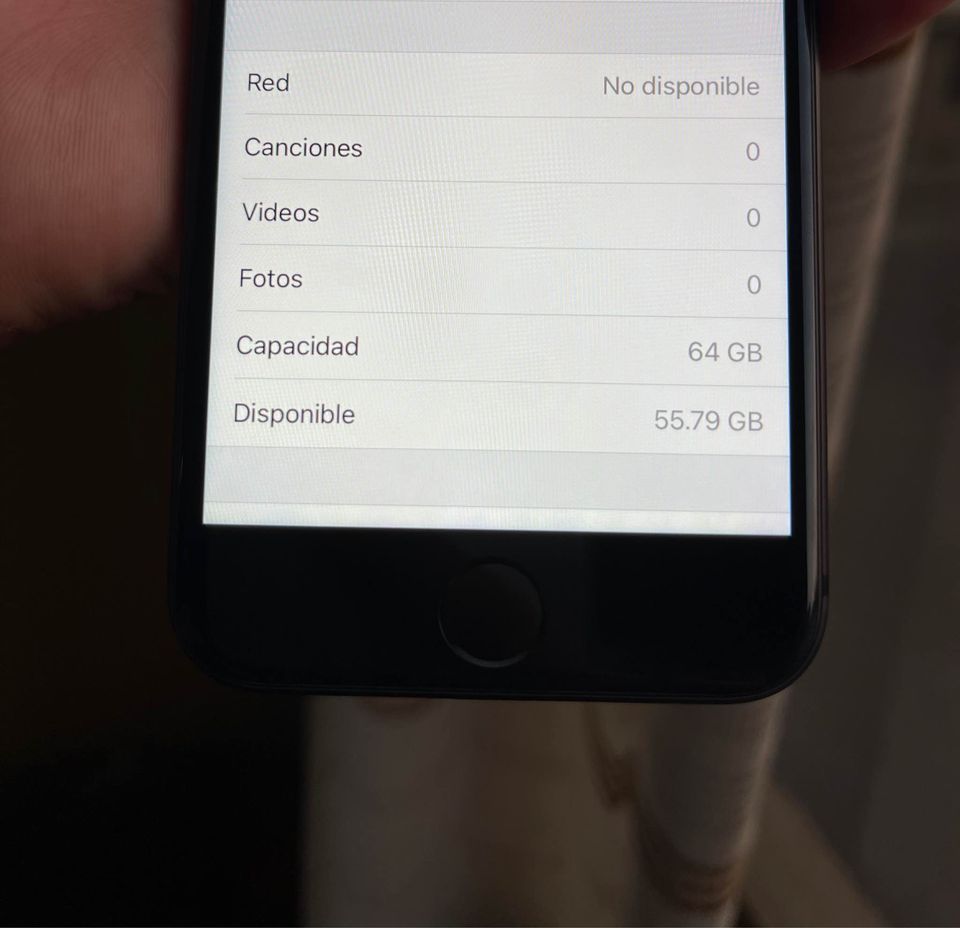 Red No disponible
Canciones 0
Videos 0
Fotos 0
Capacidad 64 GB
Disponible 55.79 GB